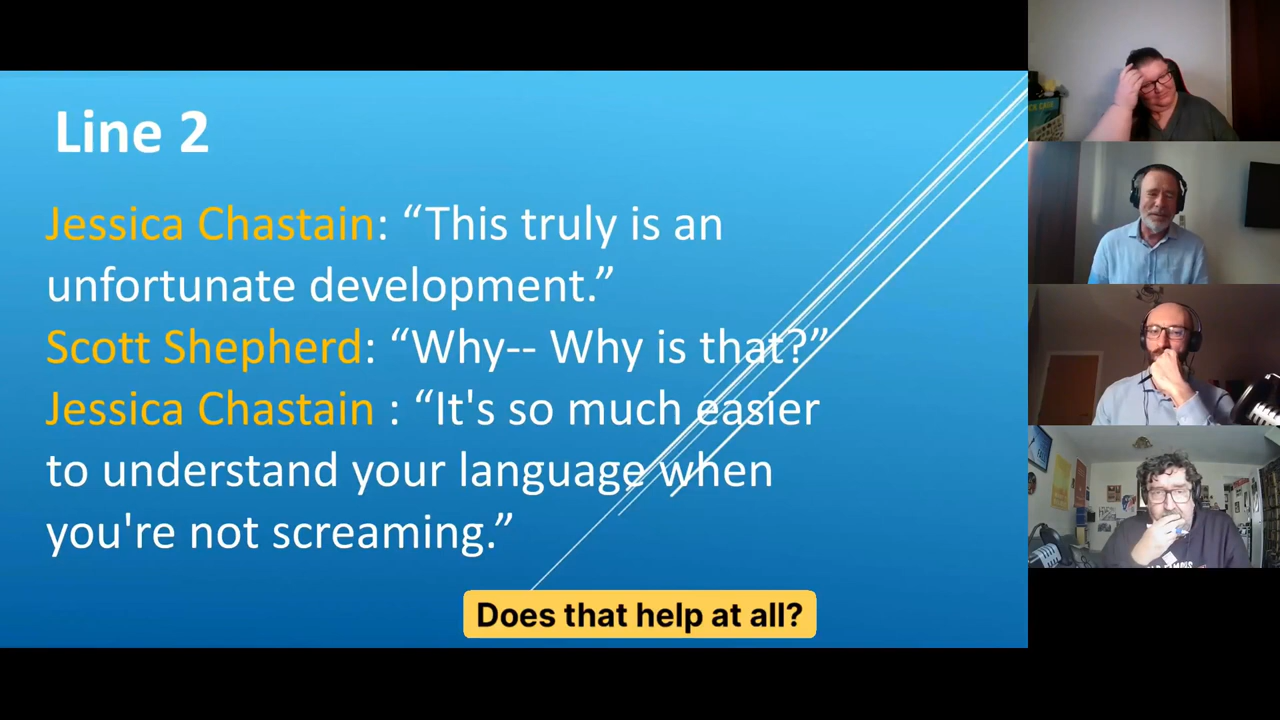 Line 2
Jessica Chastain: “This truly is an
unfortunate development.”
Scott Shepherd: “Why-- Why is that?”
Jessica Chastain : “It's so much easier
to understand your language when
you're not screaming.”
Does that help at all?